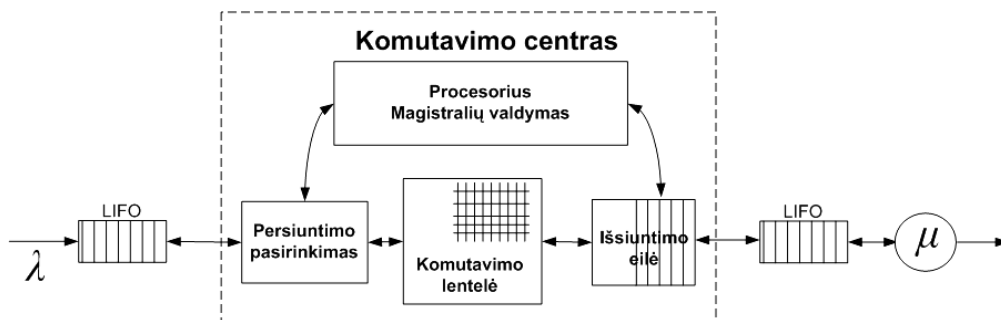 Komutavimo centras
Procesorius
Magistralių valdymas
LIFO
λ
Persiuntimo
pasirinkimas
Komutavimo
lentelė
Išsiuntimo
eilė
LIFO
μ